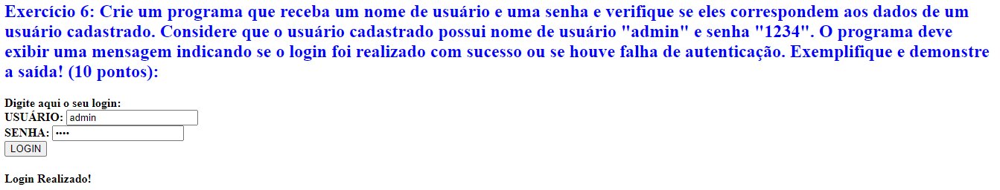 Exercício 6: Crie um programa que receba um nome de usuário e uma senha e verifique se eles correspondem aos dados de um
usuário cadastrado. Considere que o usuário cadastrado possui nome de usuário "admin" e senha "1234". O programa deve
exibir uma mensagem indicando se o login foi realizado com sucesso ou se houve falha de autenticação. Exemplifique e demonstre
a saída! (10 pontos):
Digite aqui o seu login:
USUÁRIO: admin
SENHA: ••••
LOGIN
Login Realizado!